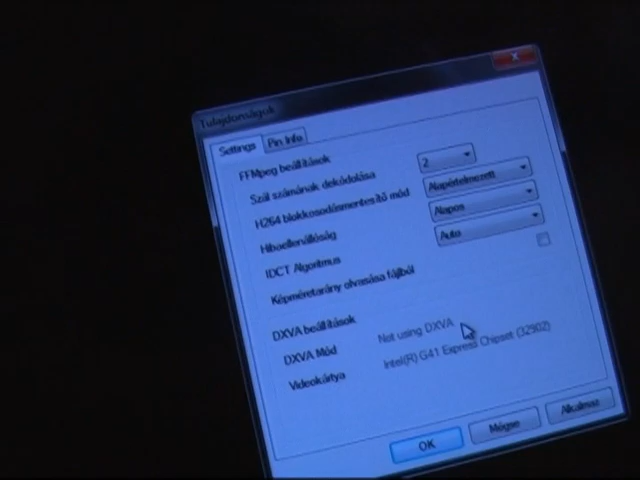 Tulajdonságok
Settings Pin Info
FFMpeg beállítások
Szál számának dekódolása 2
H264 blokkosodásmentesítő mód Alapértelmezett
Hibaellenállóság Alapos
IDCT Algoritmus Auto
Képméretarány olvasása fájlból
DXVA beállítások
DXVA Mód Not using DXVA
Videokártya Intel(R) G41 Express Chipset (32902)
OK Mégse Alkalmaz